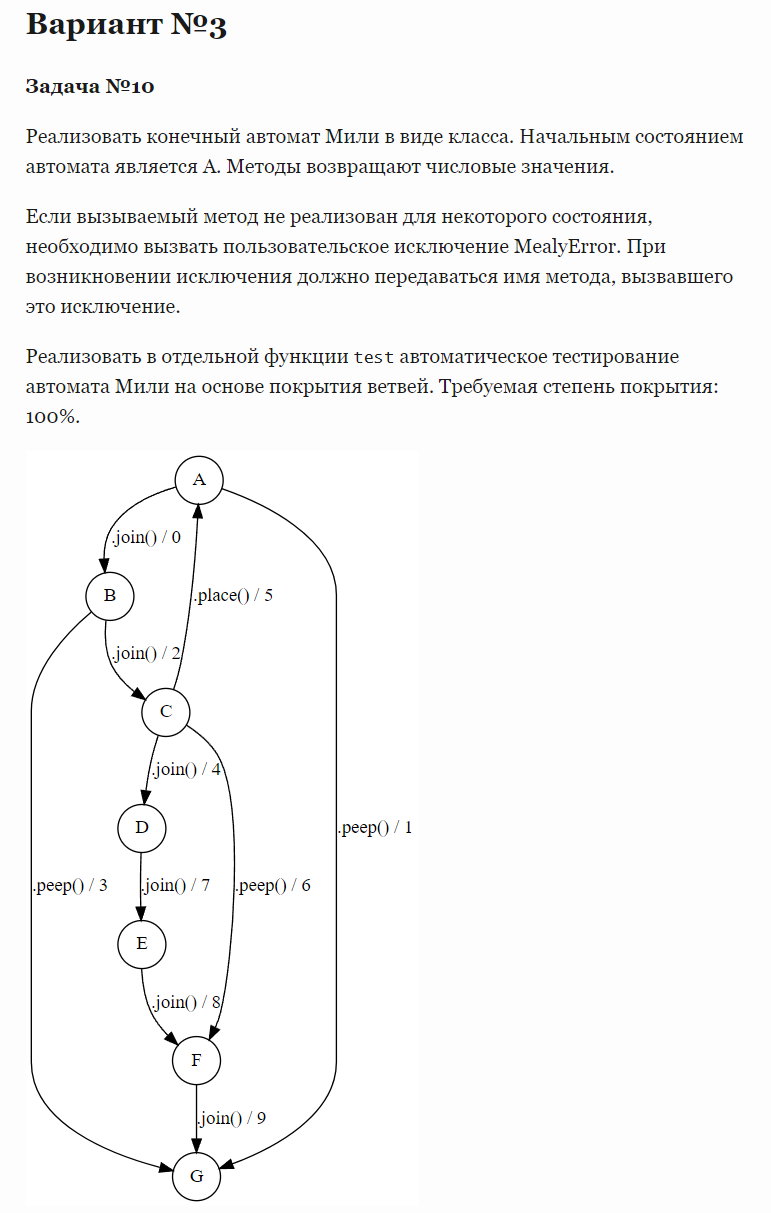 Вариант №3
Задача №10
Реализовать конечный автомат Мили в виде класса. Начальным состоянием
автомата является A. Методы возвращают числовые значения.
Если вызываемый метод не реализован для некоторого состояния,
необходимо вызвать пользовательское исключение MealyError. При
возникновении исключения должно передаваться имя метода, вызвавшего
это исключение.
Реализовать в отдельной функции test автоматическое тестирование
автомата Мили на основе покрытия ветвей. Требуемая степень покрытия:
100%.
A
.join() / 0
B
.place() / 5
.join() / 2
C
.join() / 4
D
.peep() / 1
.peep() / 3
.join() / 7
.peep() / 6
E
.join() / 8
F
.join() / 9
G